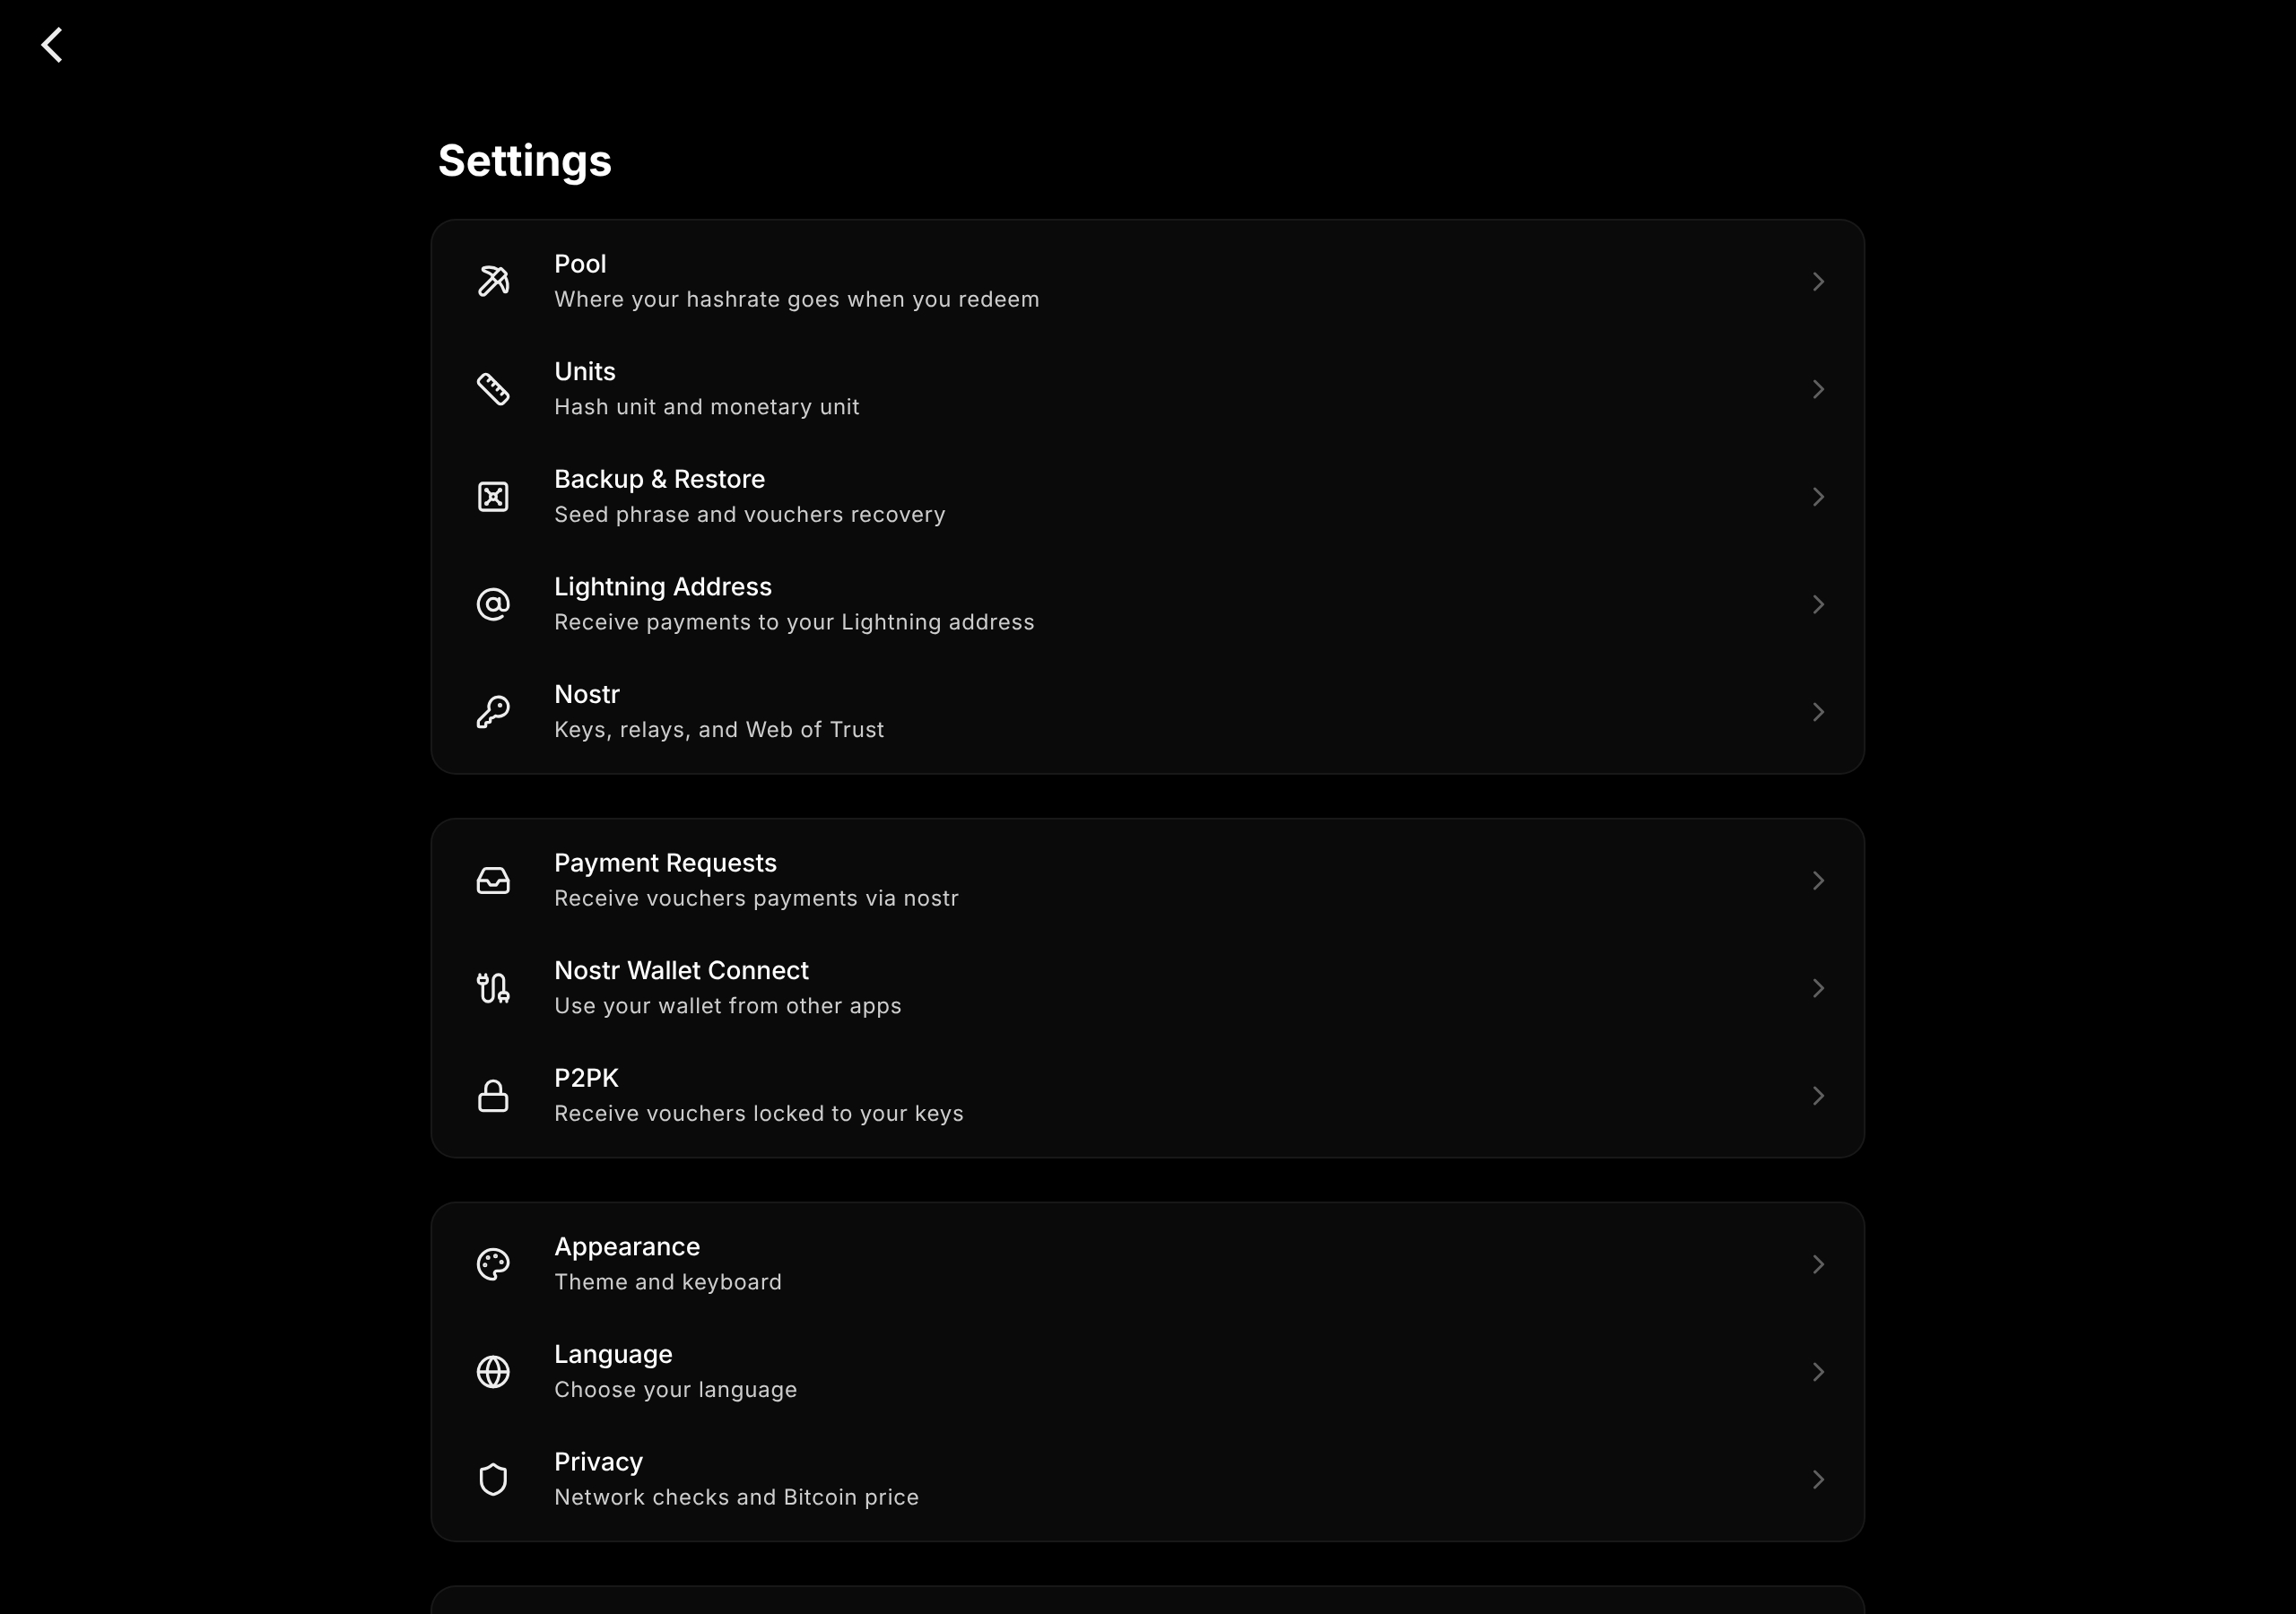 Settings
Pool
Where your hashrate goes when you redeem
Units
Hash unit and monetary unit
Backup & Restore
Seed phrase and vouchers recovery
Lightning Address
Receive payments to your Lightning address
Nostr
Keys, relays, and Web of Trust
Payment Requests
Receive vouchers payments via nostr
Nostr Wallet Connect
Use your wallet from other apps
P2PK
Receive vouchers locked to your keys
Appearance
Theme and keyboard
Language
Choose your language
Privacy
Network checks and Bitcoin price